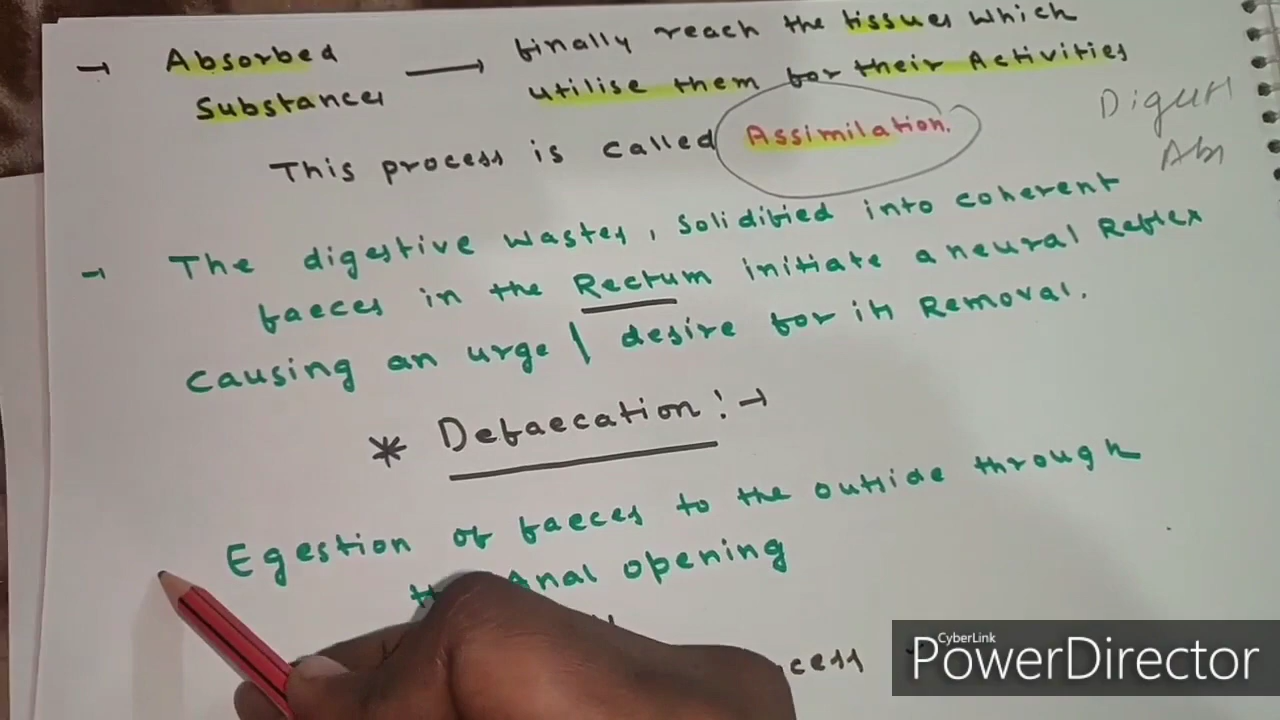 → Absorbed → finally reach the tissues which
Substances utilise them for their Activities
This process is called Assimilation.
Digest
Abs
→ The digestive wastes, solidified into coherent
faeces in the Rectum initiate a neural Reflex
causing an urge / desire for its Removal.
* Defaecation :→
Egestion of faeces to the outside through
Anal opening
CyberLink
PowerDirector